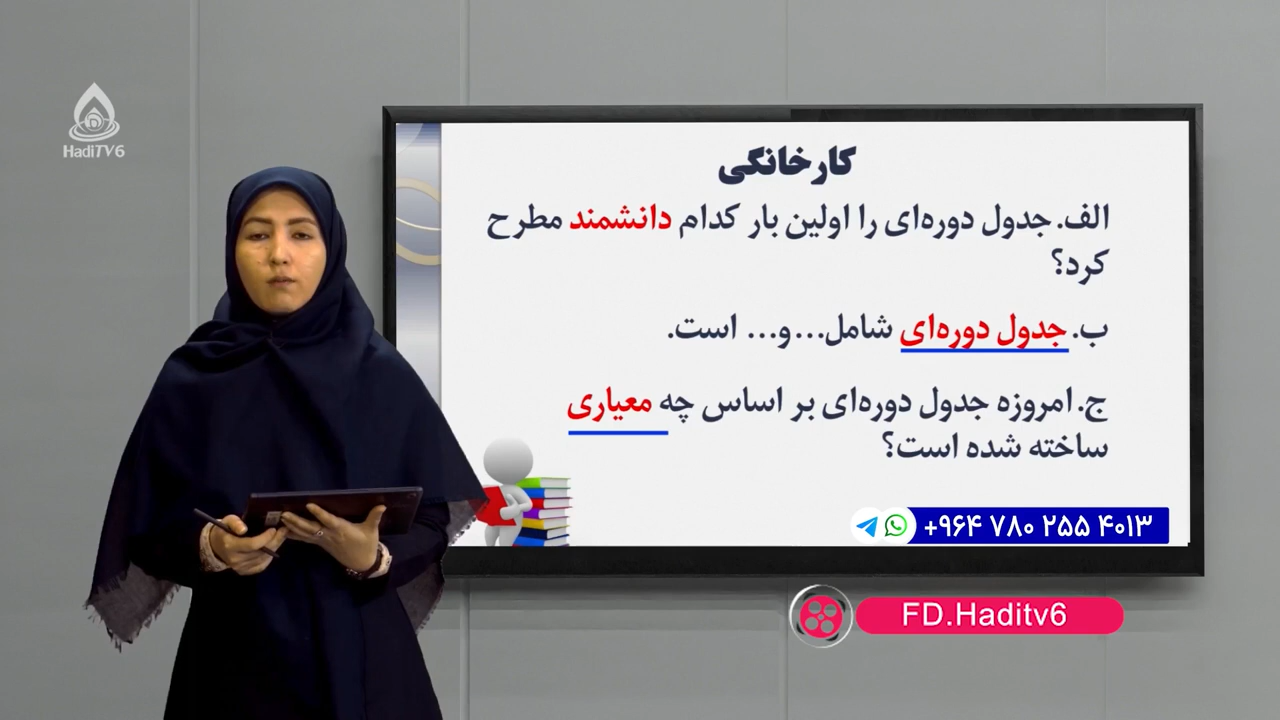 HadiTV6
کارخانگی
الف. جدول دوره‌ای را اولین بار کدام دانشمند مطرح
کرد؟
ب. جدول دوره‌ای شامل...و... است.
ج. امروزه جدول دوره‌ای بر اساس چه معیاری
ساخته شده است؟
+۹۶۴ ۷۸۰ ۲۵۵ ۴۰۱۳
FD.Haditv6